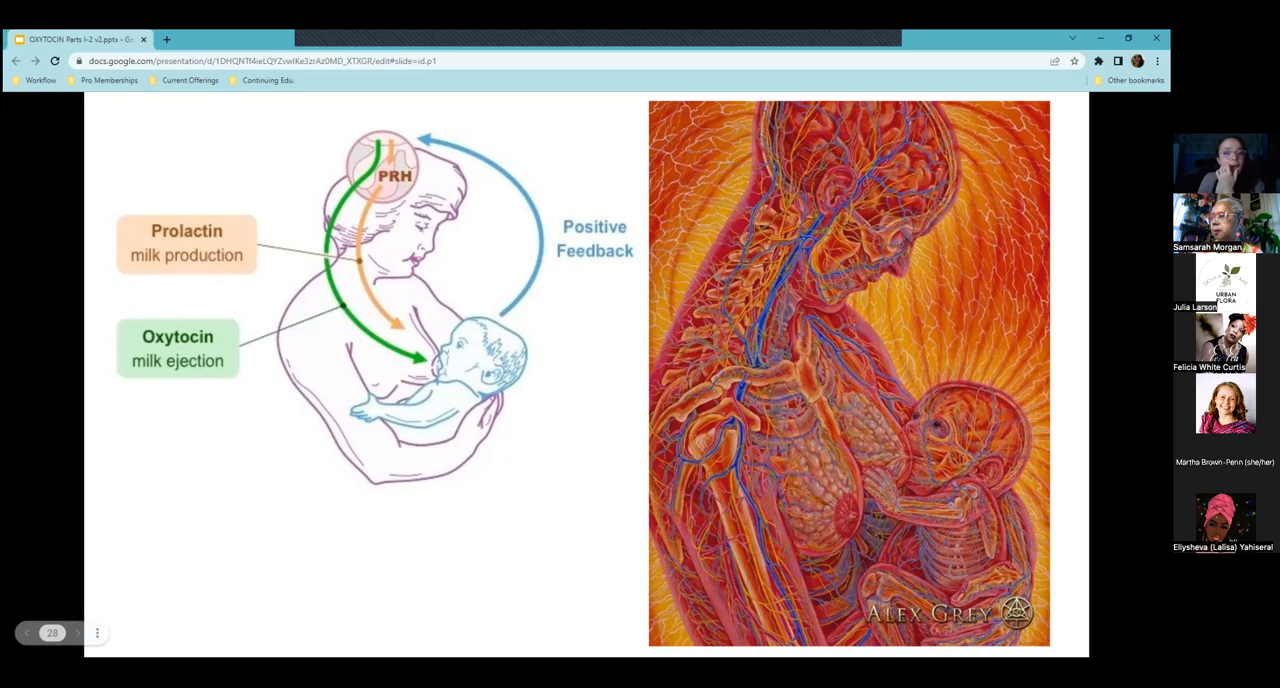 OXYTOCIN Parts I-2 v2.pptx - Go
docs.google.com/presentation/d/1DHQNTf4ieLQYZvwIKe3zrAz0MD_XTXGR/edit#slide=id.p1
Workflow
Pro Memberships
Current Offerings
Continuing Edu.
Other bookmarks
PRH
Prolactin
milk production
Oxytocin
milk ejection
Positive
Feedback
ALEX GREY
28
Samsarah Morgan
URBAN
FLORA
Julia Larson
Felicia White Curtis
Martha Brown-Penn (she/her)
Eliysheva (Lalisa) Yahiseral